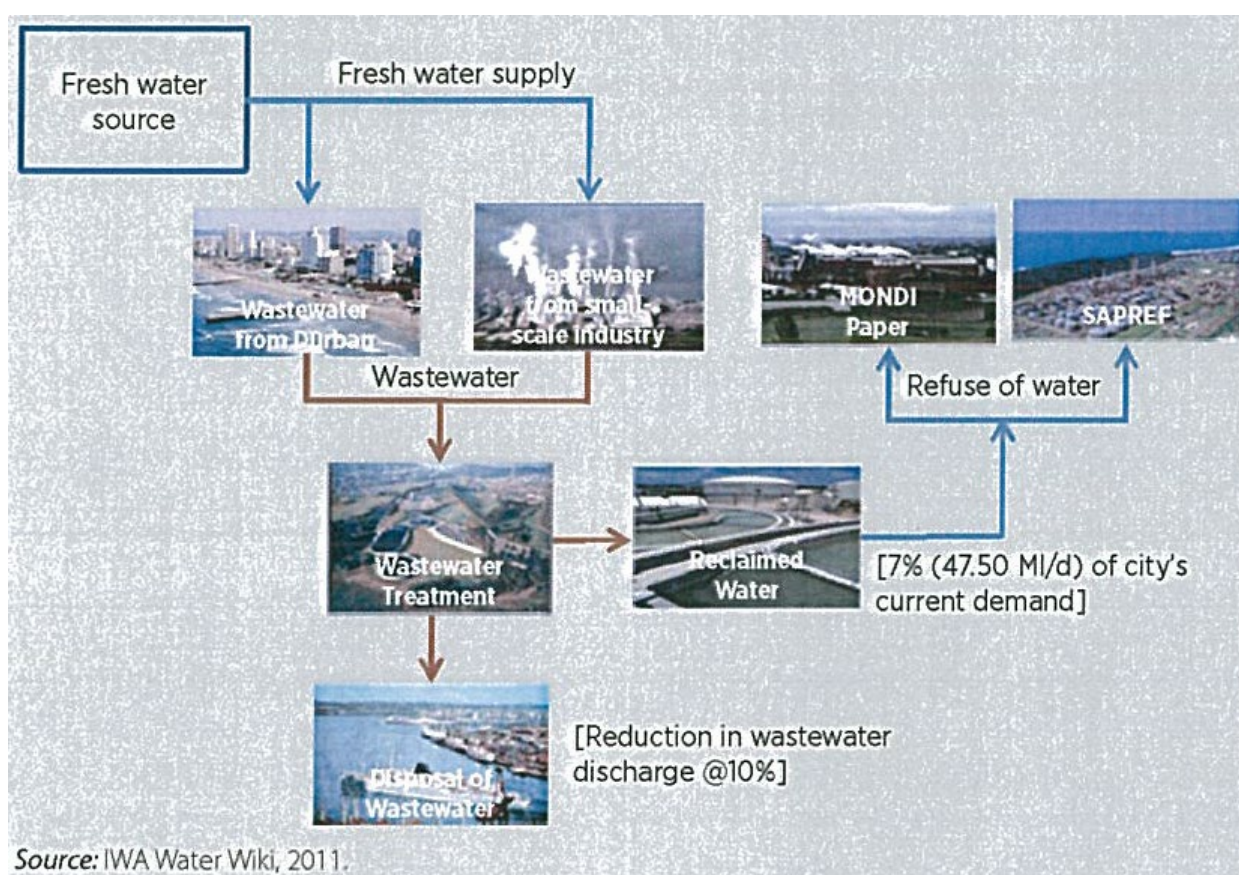 Fresh water
source
Fresh water supply
Wastewater
from Durban
Wastewater
from small-
scale industry
MONDI
Paper
SAPREF
Wastewater
Refuse of water
Wastewater
Treatment
Reclaimed
Water
[7% (47.50 Ml/d) of city's
current demand]
Disposal of
Wastewater
[Reduction in wastewater
discharge @10%]
Source: IWA Water Wiki, 2011.